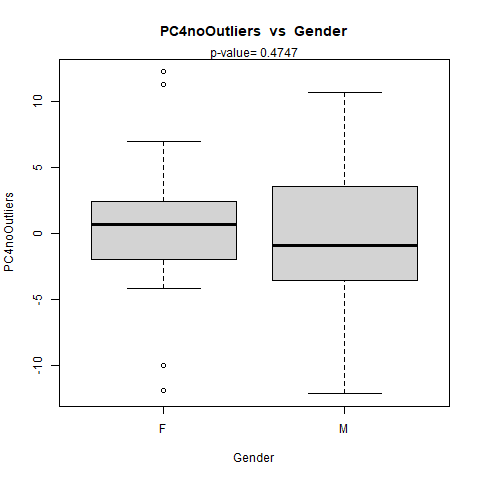 PC4noOutliers vs Gender
p-value= 0.4747
PC4noOutliers
10
5
0
-5
-10
F
M
Gender